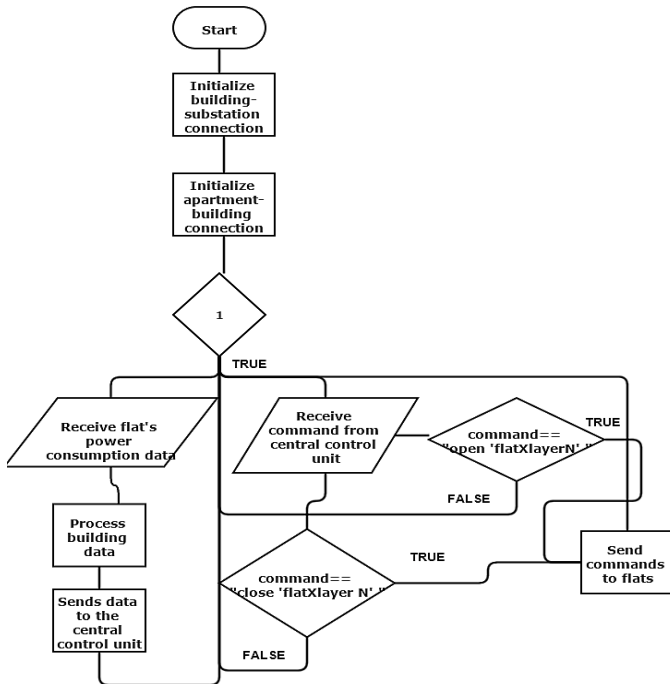 Start
Initialize
building-
substation
connection
Initialize
apartment-
building
connection
1
TRUE
Receive flat's
power
consumption data
Receive
command from
central control
unit
command==
"open 'flatXlayerN' "
TRUE
FALSE
Process
building
data
Sends data
to the
central
control unit
command==
"close 'flatXlayer N' "
TRUE
FALSE
Send
commands
to flats